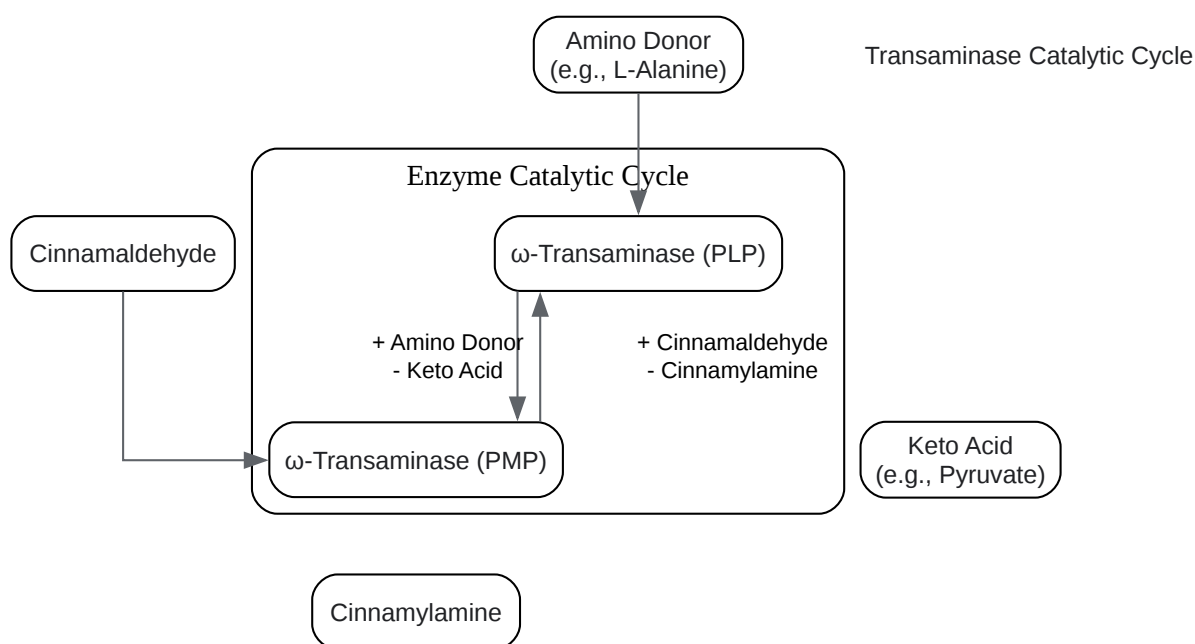 Amino Donor
(e.g., L-Alanine)
Transaminase Catalytic Cycle
Enzyme Catalytic Cycle
Cinnamaldehyde
ω-Transaminase (PLP)
+ Amino Donor
- Keto Acid
+ Cinnamaldehyde
- Cinnamylamine
ω-Transaminase (PMP)
Keto Acid
(e.g., Pyruvate)
Cinnamylamine